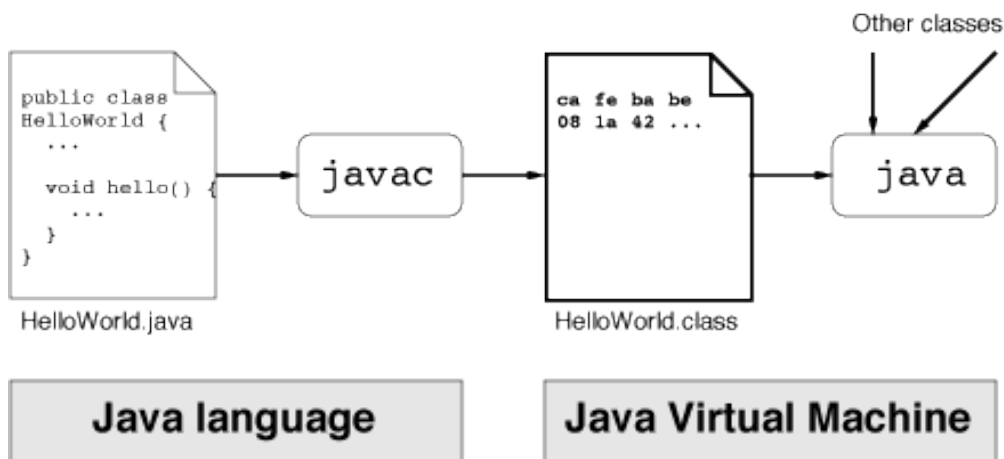 Other classes
public class
HelloWorld {
...
void hello() {
...
}
}
javac
ca fe ba be
08 1a 42 ...
java
HelloWorld.java
HelloWorld.class
Java language
Java Virtual Machine